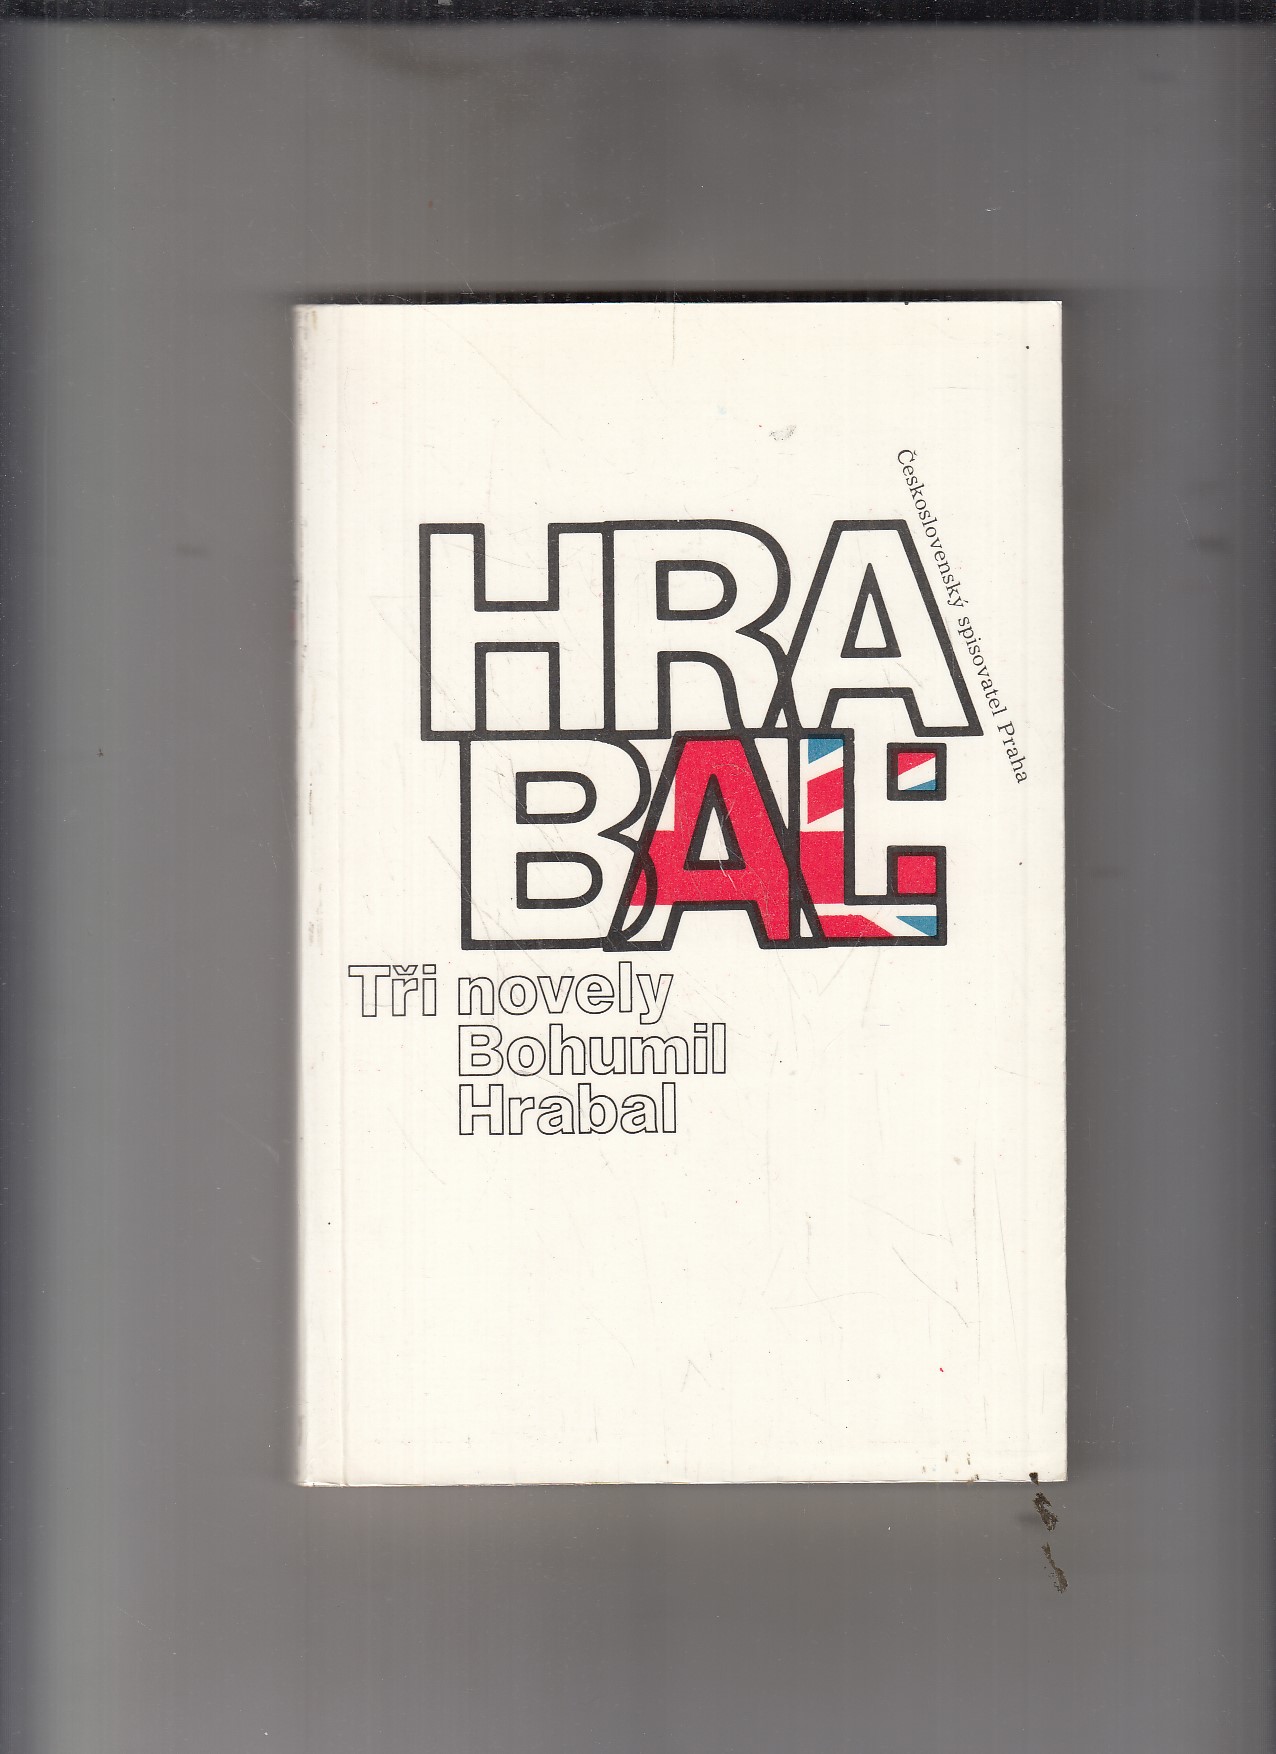 HRA
BAL:
Československý spisovatel Praha
Tři novely
Bohumil
Hrabal